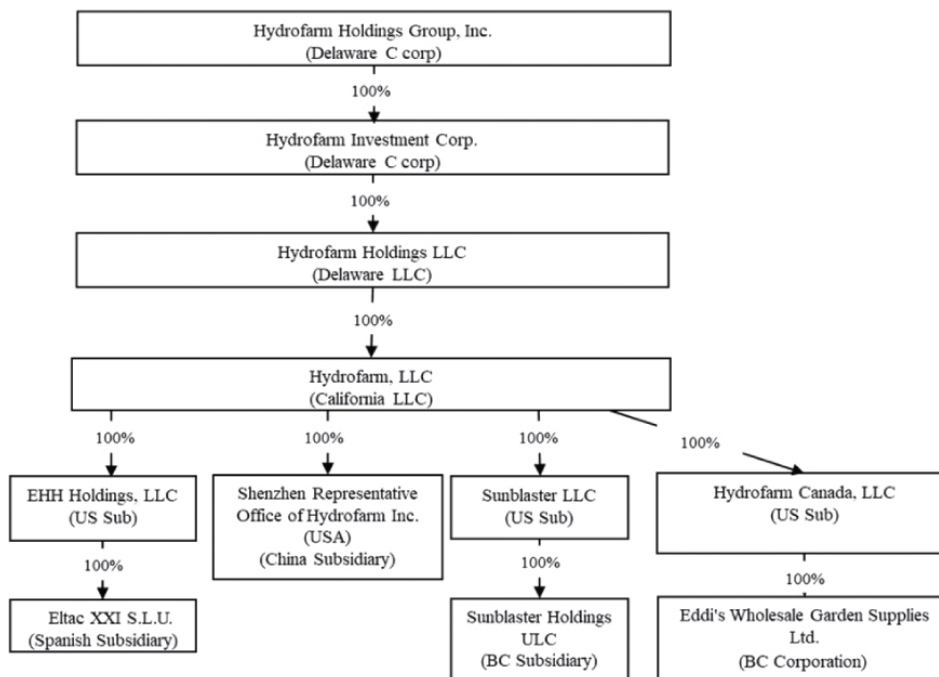 Hydrofarm Holdings Group, Inc.
(Delaware C corp)
100%
Hydrofarm Investment Corp.
(Delaware C corp)
100%
Hydrofarm Holdings LLC
(Delaware LLC)
100%
Hydrofarm, LLC
(California LLC)
100%
100%
100%
100%
EHH Holdings, LLC
(US Sub)
Shenzhen Representative
Office of Hydrofarm Inc.
(USA)
(China Subsidiary)
Sunblaster LLC
(US Sub)
Hydrofarm Canada, LLC
(US Sub)
100%
100%
100%
Eltac XXI S.L.U.
(Spanish Subsidiary)
Sunblaster Holdings
ULC
(BC Subsidiary)
Eddi's Wholesale Garden Supplies
Ltd.
(BC Corporation)